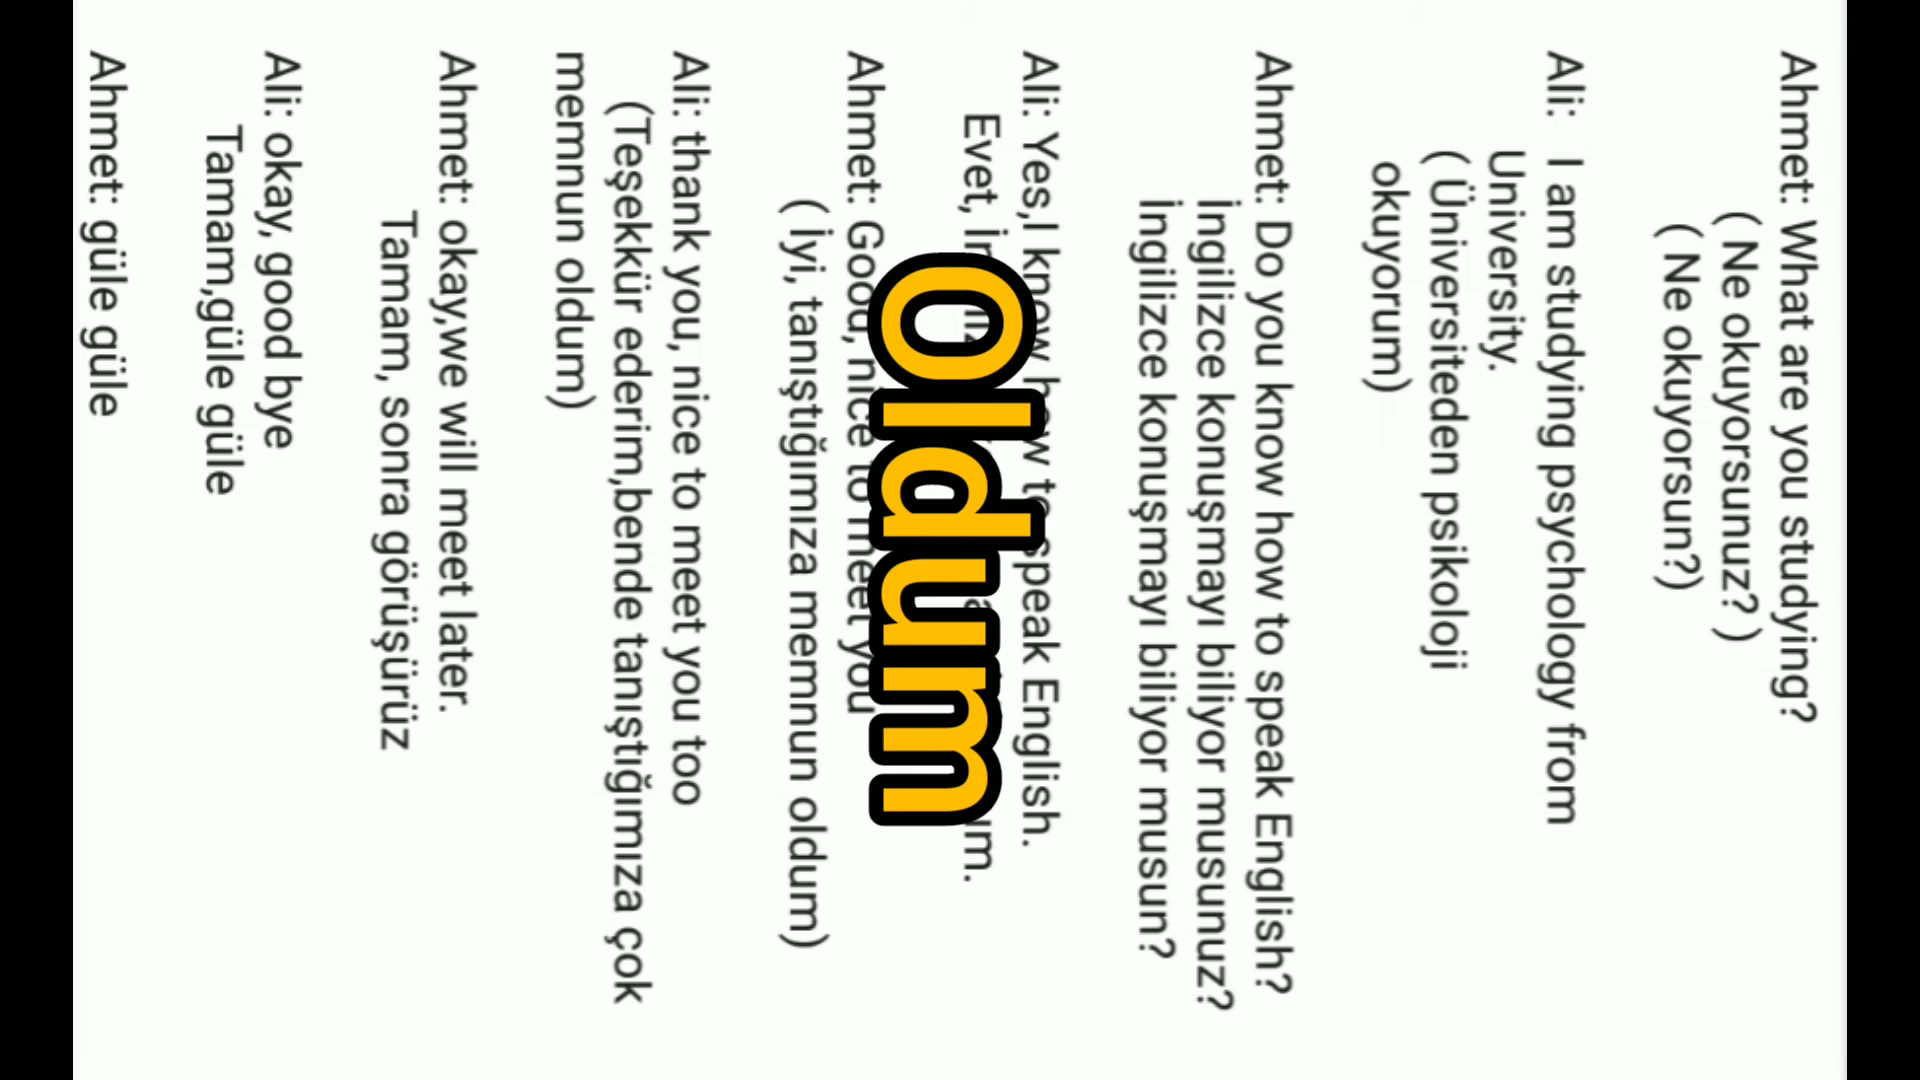 Ahmet: What are you studying?
( Ne okuyorsunuz? )
( Ne okuyorsun?)
Ali: I am studying psychology from
University.
( Üniversiteden psikoloji
okuyorum)
Ahmet: Do you know how to speak English?
İngilizce konuşmayı biliyor musunuz?
İngilizce konuşmayı biliyor musun?
Ali: Yes,I know how to speak English.
Evet,
Ahmet: Good, nice to meet you
( İyi, tanıştığımıza memnun oldum)
Ali: thank you, nice to meet you too
(Teşekkür ederim,bende tanıştığımıza çok
memnun oldum)
Ahmet: okay,we will meet later.
Tamam, sonra görüşürüz
Ali: okay, good bye
Tamam,güle güle
Ahmet: güle güle
Oldum